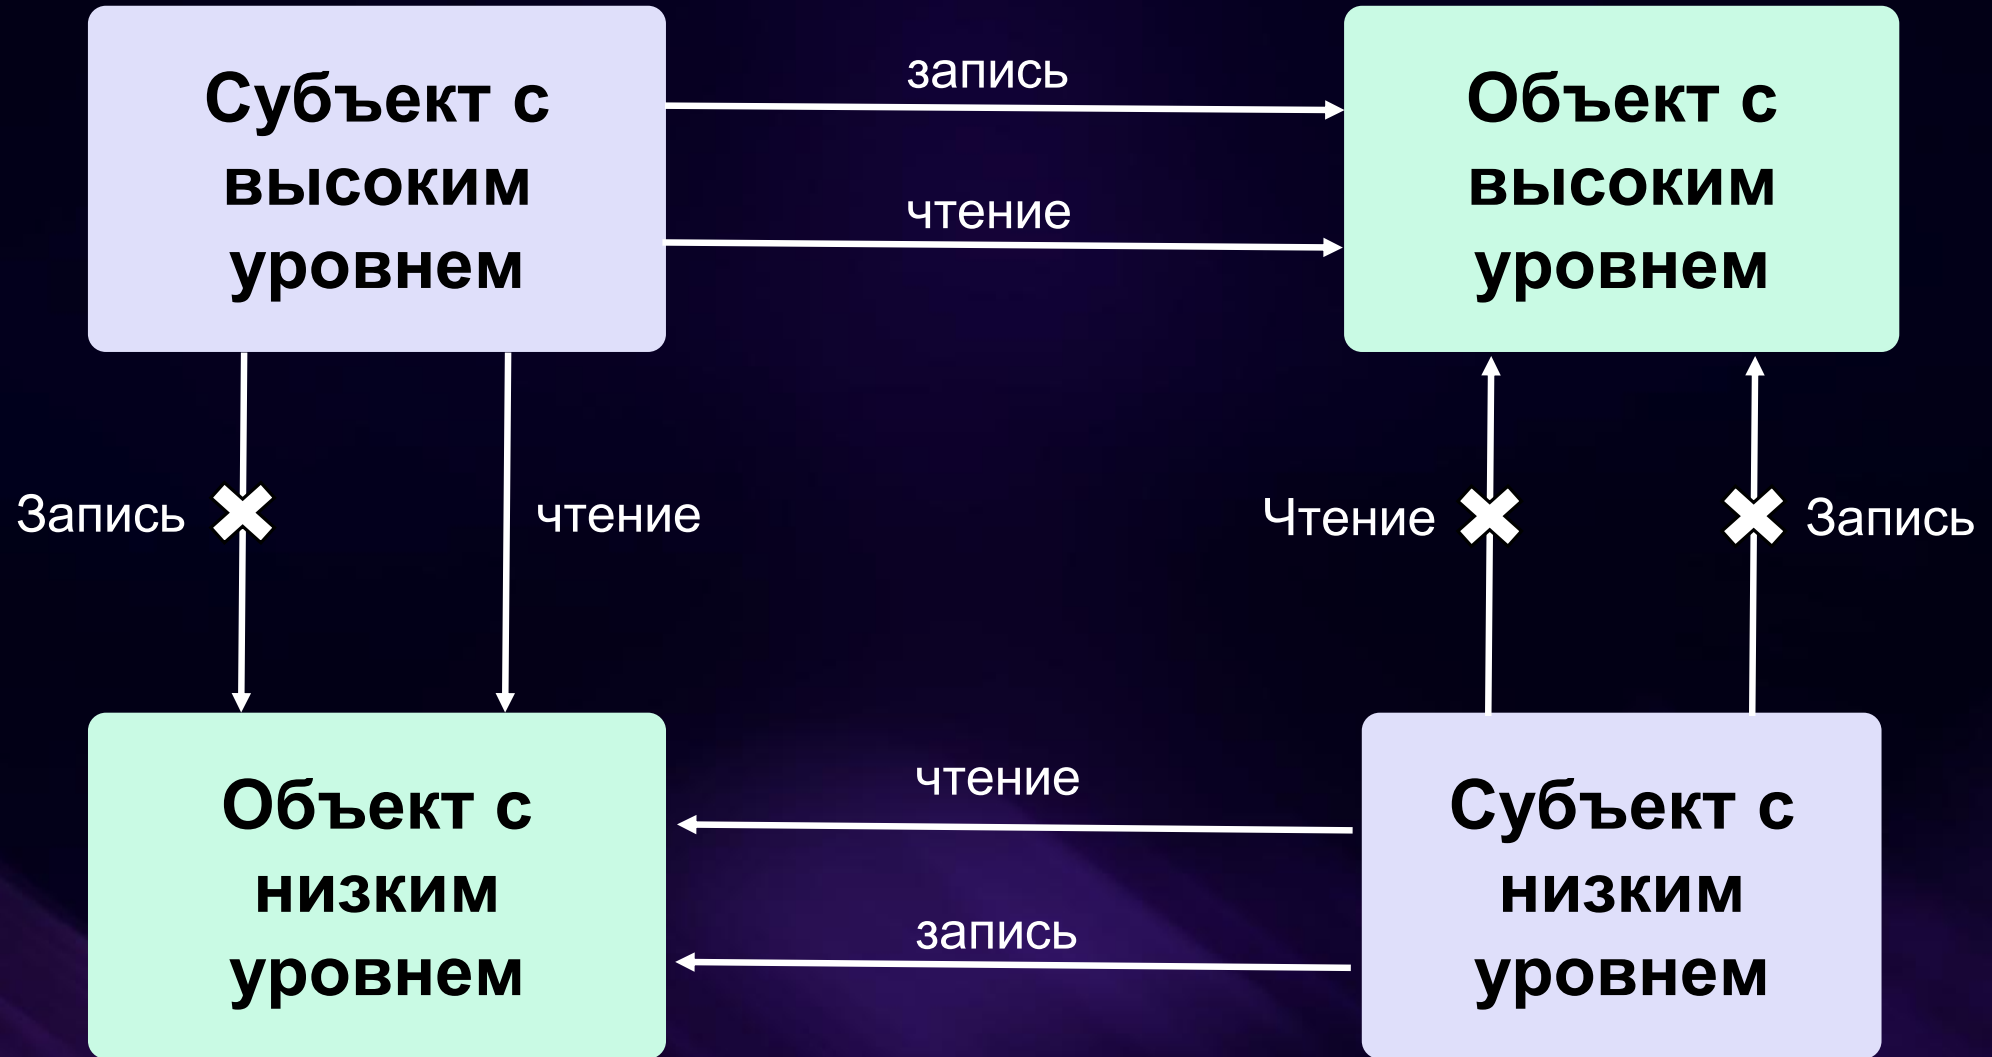 Субъект с
высоким
уровнем
запись
чтение
Объект с
высоким
уровнем
Запись
чтение
Чтение
Запись
Объект с
низким
уровнем
чтение
запись
Субъект с
низким
уровнем